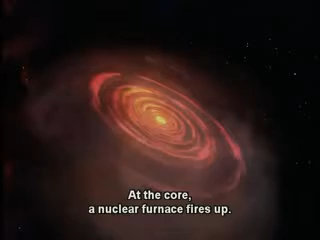 At the core,
a nuclear furnace fires up.